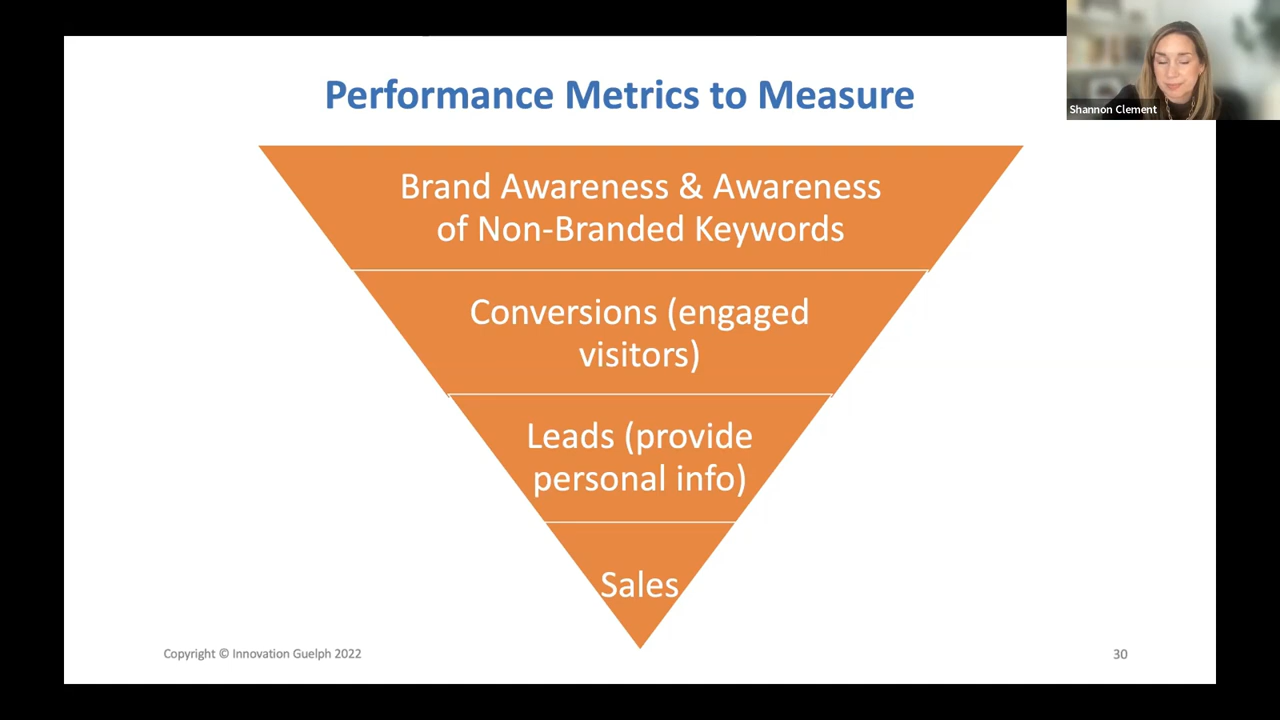 Performance Metrics to Measure
Shannon Clement
Brand Awareness & Awareness
of Non-Branded Keywords
Conversions (engaged
visitors)
Leads (provide
personal info)
Sales
Copyright © Innovation Guelph 2022
30